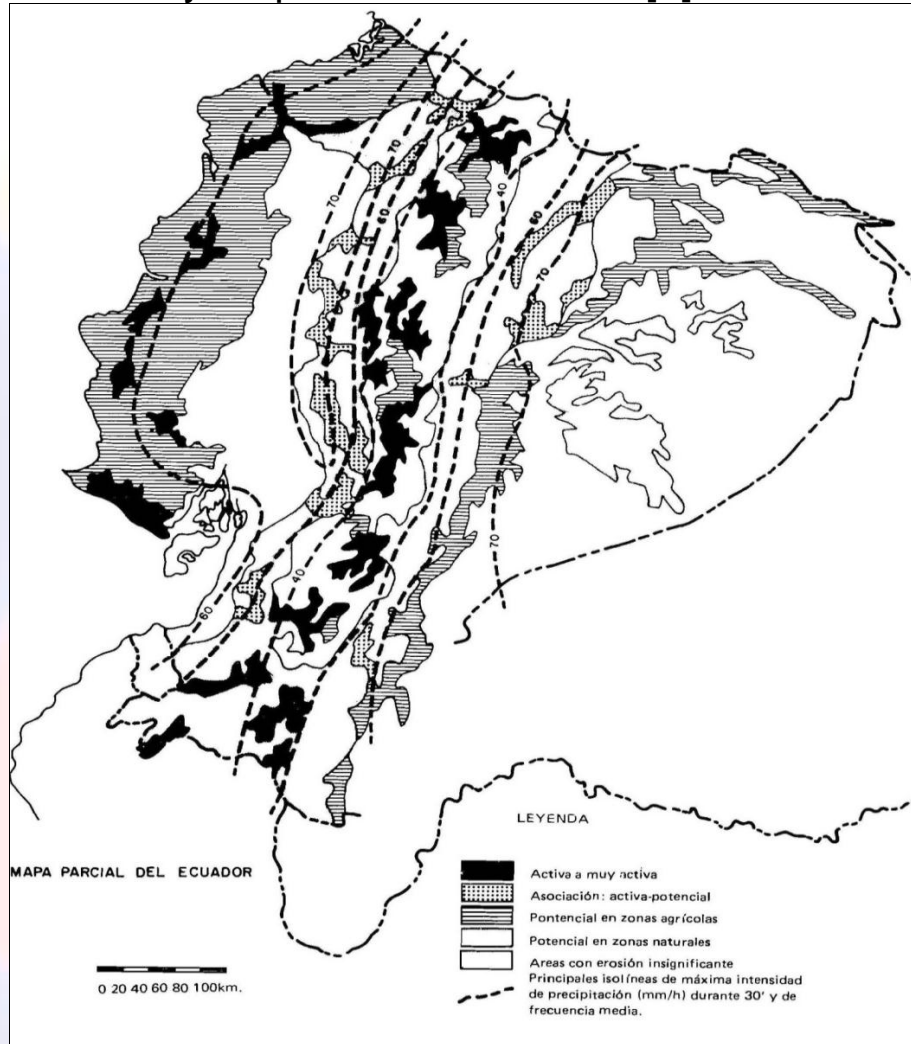 70
70
60
40
60
70
70
40
60
LEYENDA
MAPA PARCIAL DEL ECUADOR
Activa a muy activa
Asociación: activa-potencial
Pontencial en zonas agrícolas
Potencial en zonas naturales
Areas con erosión insignificante
Principales isolíneas de máxima intensidad
de precipitación (mm/h) durante 30' y de
frecuencia media.
0 20 40 60 80 100km.